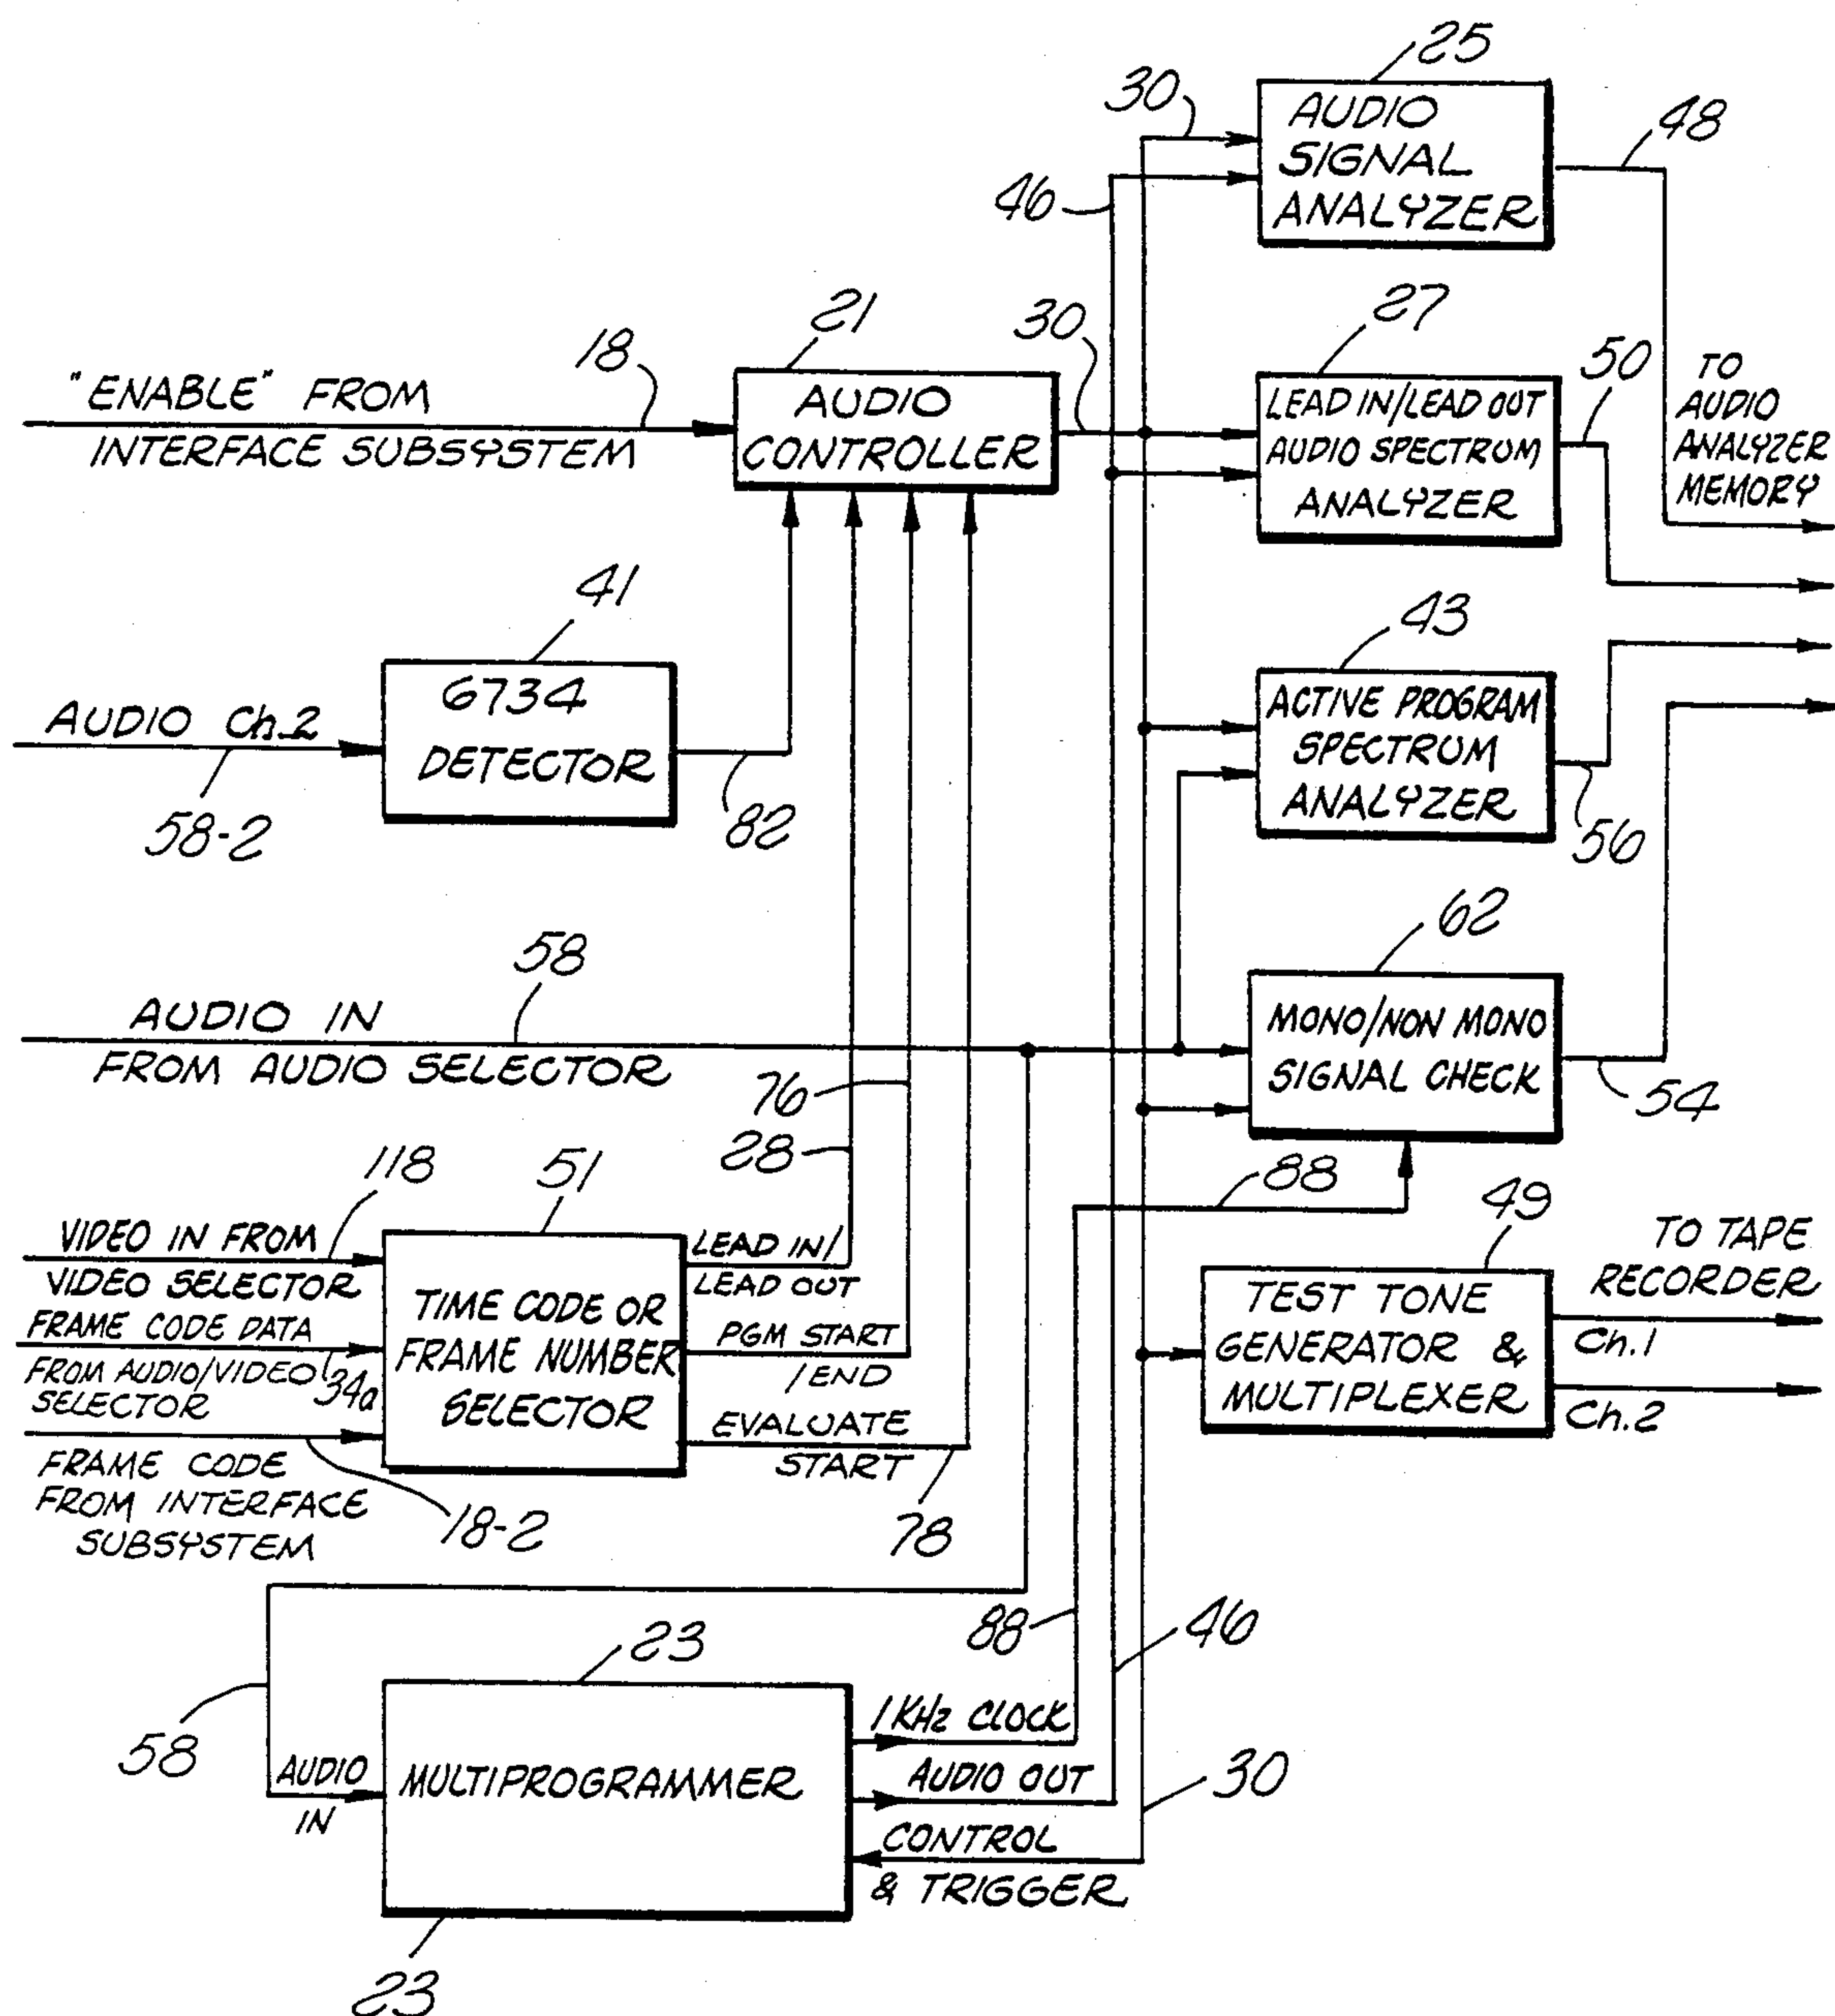 25
30
AUDIO
SIGNAL
ANALYZER
48
46
21
30
27
18
"ENABLE" FROM
INTERFACE SUBSYSTEM
AUDIO
CONTROLLER
LEAD IN/LEAD OUT
AUDIO SPECTRUM
ANALYZER
50
TO
AUDIO
ANALYZER
MEMORY
41
43
AUDIO Ch.2
58-2
6734
DETECTOR
82
ACTIVE PROGRAM
SPECTRUM
ANALYZER
56
58
62
AUDIO IN
FROM AUDIO SELECTOR
MONO/NON MONO
SIGNAL CHECK
54
76
28
118
51
88
49
VIDEO IN FROM
VIDEO SELECTOR
FRAME CODE DATA
FROM AUDIO/VIDEO
SELECTOR
34a
FRAME CODE
FROM INTERFACE
SUBSYSTEM
18-2
TIME CODE OR
FRAME NUMBER
SELECTOR
LEAD IN/
LEAD OUT
PGM START
/END
EVALUATE
START
78
TEST TONE
GENERATOR &
MULTIPLEXER
TO TAPE
RECORDER
Ch.1
Ch.2
88
46
23
58
AUDIO
IN
MULTIPROGRAMMER
1 KHz CLOCK
AUDIO OUT
30
CONTROL
& TRIGGER
23